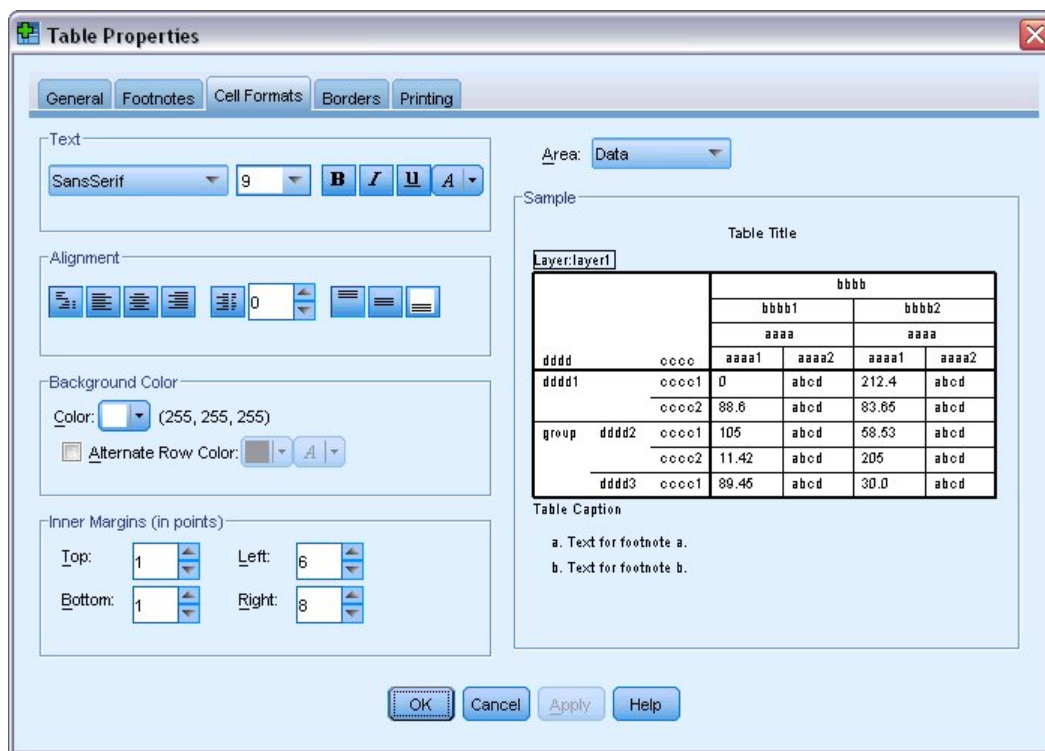 Table Properties
General Footnotes Cell Formats Borders Printing
Text
SansSerif 9 B I U A
Alignment
0
Background Color
Color: (255, 255, 255)
Alternate Row Color: A
Inner Margins (in points)
Top: 1 Left: 6
Bottom: 1 Right: 8
Area: Data
Sample
Table Title
Layer:layer1
bbbb
bbbb1 bbbb2
aaaa aaaa
dddd cccc aaaa1 aaaa2 aaaa1 aaaa2
dddd1 cccc1 0 abcd 212.4 abcd
cccc2 88.6 abcd 83.65 abcd
group dddd2 cccc1 105 abcd 58.53 abcd
cccc2 11.42 abcd 205 abcd
dddd3 cccc1 89.45 abcd 30.0 abcd
Table Caption
a. Text for footnote a.
b. Text for footnote b.
OK Cancel Apply Help